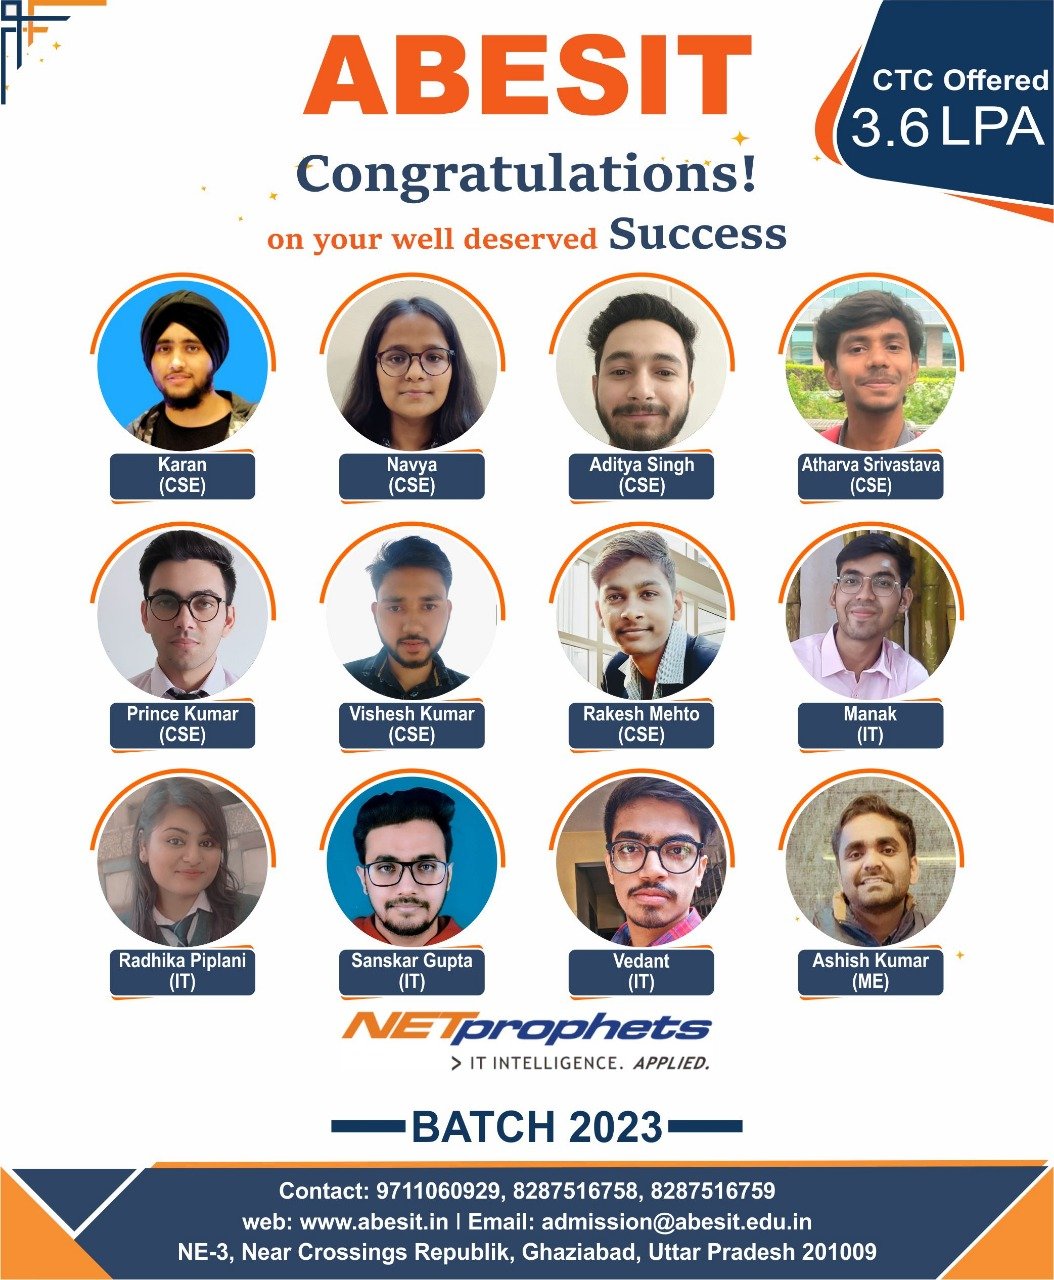 ABESIT
CTC Offered
3.6 LPA
Congratulations!
on your well deserved Success
Karan
(CSE)
Navya
(CSE)
Aditya Singh
(CSE)
Atharva Srivastava
(CSE)
Prince Kumar
(CSE)
Vishesh Kumar
(CSE)
Rakesh Mehto
(CSE)
Manak
(IT)
Radhika Piplani
(IT)
Sanskar Gupta
(IT)
Vedant
(IT)
Ashish Kumar
(ME)
NETprophets
> IT INTELLIGENCE. APPLIED.
BATCH 2023
Contact: 9711060929, 8287516758, 8287516759
web: www.abesit.in | Email: admission@abesit.edu.in
NE-3, Near Crossings Republik, Ghaziabad, Uttar Pradesh 201009